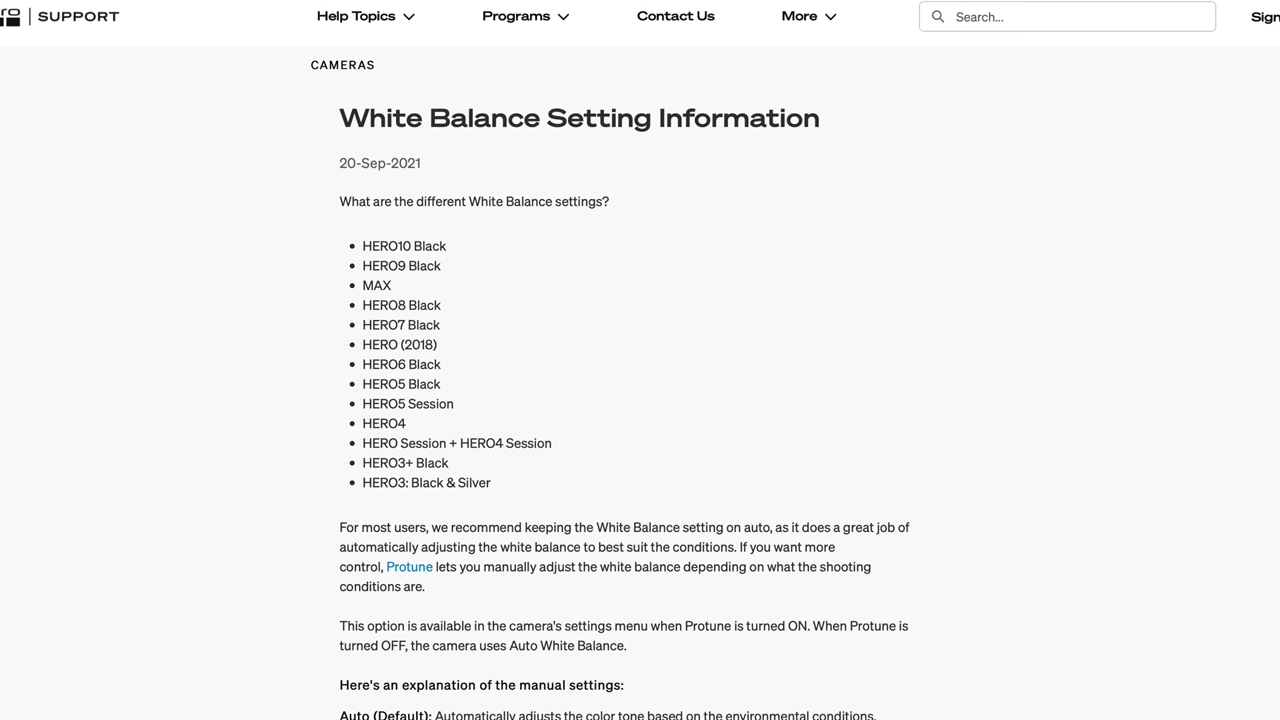 SUPPORT
Help Topics
Programs
Contact Us
More
Search...
Sign
CAMERAS
White Balance Setting Information
20-Sep-2021
What are the different White Balance settings?
HERO10 Black
HERO9 Black
MAX
HERO8 Black
HERO7 Black
HERO (2018)
HERO6 Black
HERO5 Black
HERO5 Session
HERO4
HERO Session + HERO4 Session
HERO3+ Black
HERO3: Black & Silver
For most users, we recommend keeping the White Balance setting on auto, as it does a great job of
automatically adjusting the white balance to best suit the conditions. If you want more
control, Protune lets you manually adjust the white balance depending on what the shooting
conditions are.
This option is available in the camera's settings menu when Protune is turned ON. When Protune is
turned OFF, the camera uses Auto White Balance.
Here's an explanation of the manual settings:
Auto (Default): Automatically adjusts the color tone based on the environmental conditions.